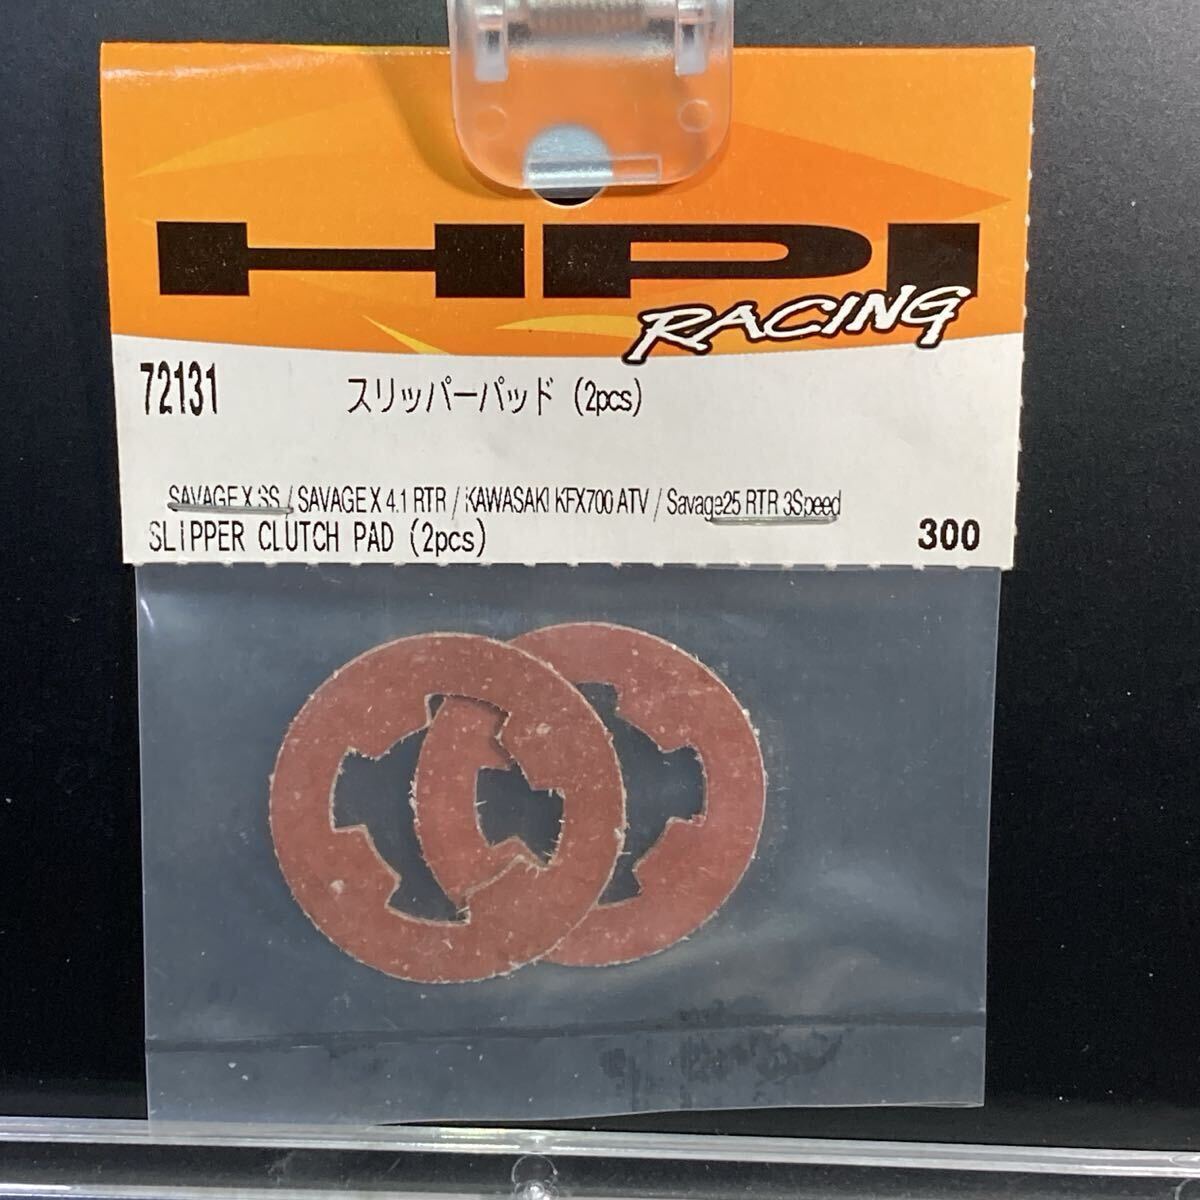 HPI
RACING
72131 スリッパーパッド (2pcs)
SAVAGE X SS / SAVAGE X 4.1 RTR / KAWASAKI KFX700 ATV / Savage25 RTR 3Speed
SLIPPER CLUTCH PAD (2pcs) 300